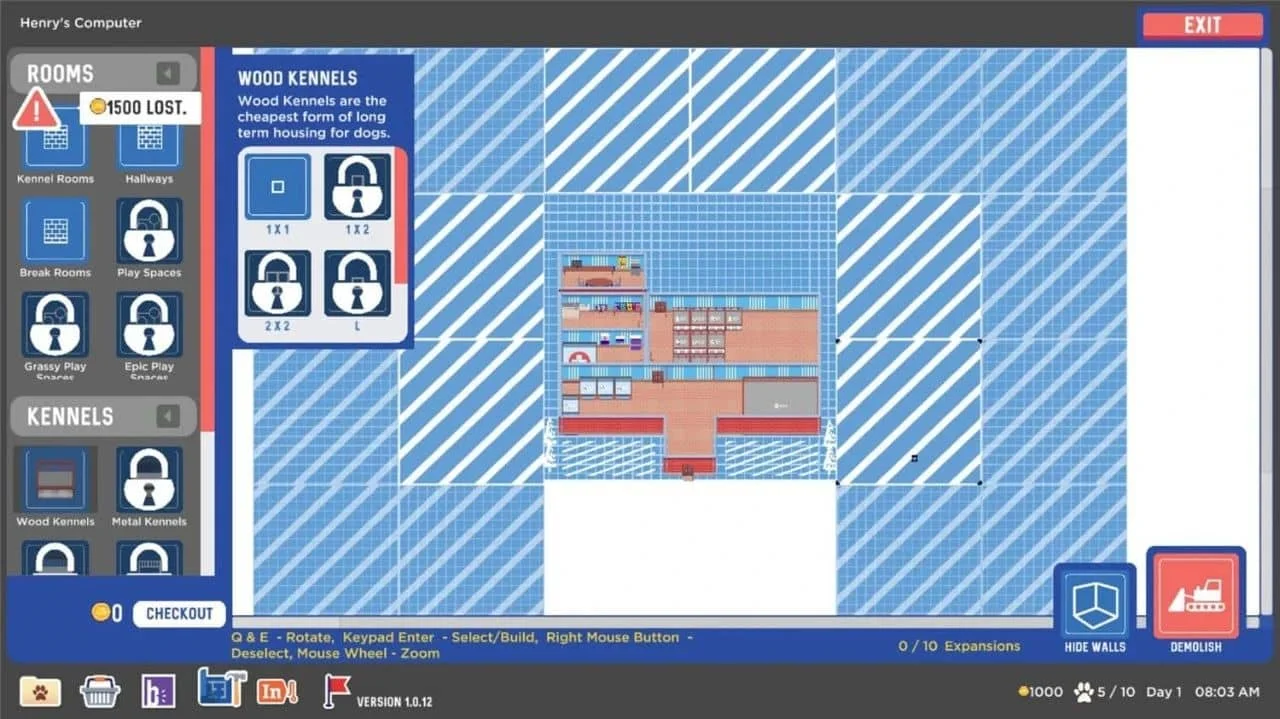 Henry's Computer
EXIT
ROOMS
1500 LOST.
Kennel Rooms
Hallways
Break Rooms
Play Spaces
Grassy Play
Spaces
Epic Play
Spaces
KENNELS
Wood Kennels
Metal Kennels
0
CHECKOUT
WOOD KENNELS
Wood Kennels are the
cheapest form of long
term housing for dogs.
1 X 1
1 X 2
2 X 2
L
Q & E - Rotate, Keypad Enter - Select/Build, Right Mouse Button -
Deselect, Mouse Wheel - Zoom
0 / 10 Expansions
HIDE WALLS
DEMOLISH
b
In
VERSION 1.0.12
1000
5 / 10
Day 1
08:03 AM